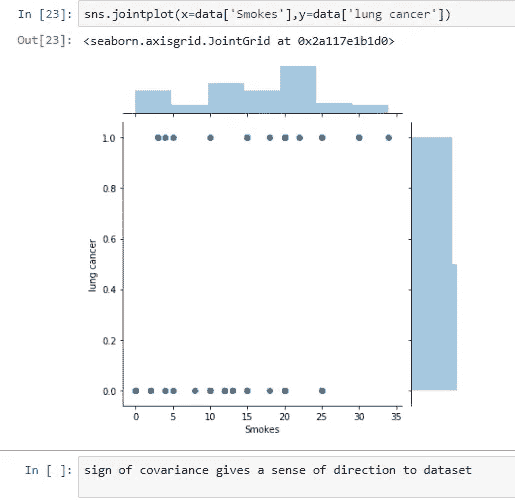 In [23]: sns.jointplot(x=data['Smokes'],y=data['lung cancer'])
Out[23]: <seaborn.axisgrid.JointGrid at 0x2a117e1b1d0>
1.0
0.8
0.6
0.4
0.2
0.0
lung cancer
0 5 10 15 20 25 30 35
Smokes
In [ ]: sign of covariance gives a sense of direction to dataset